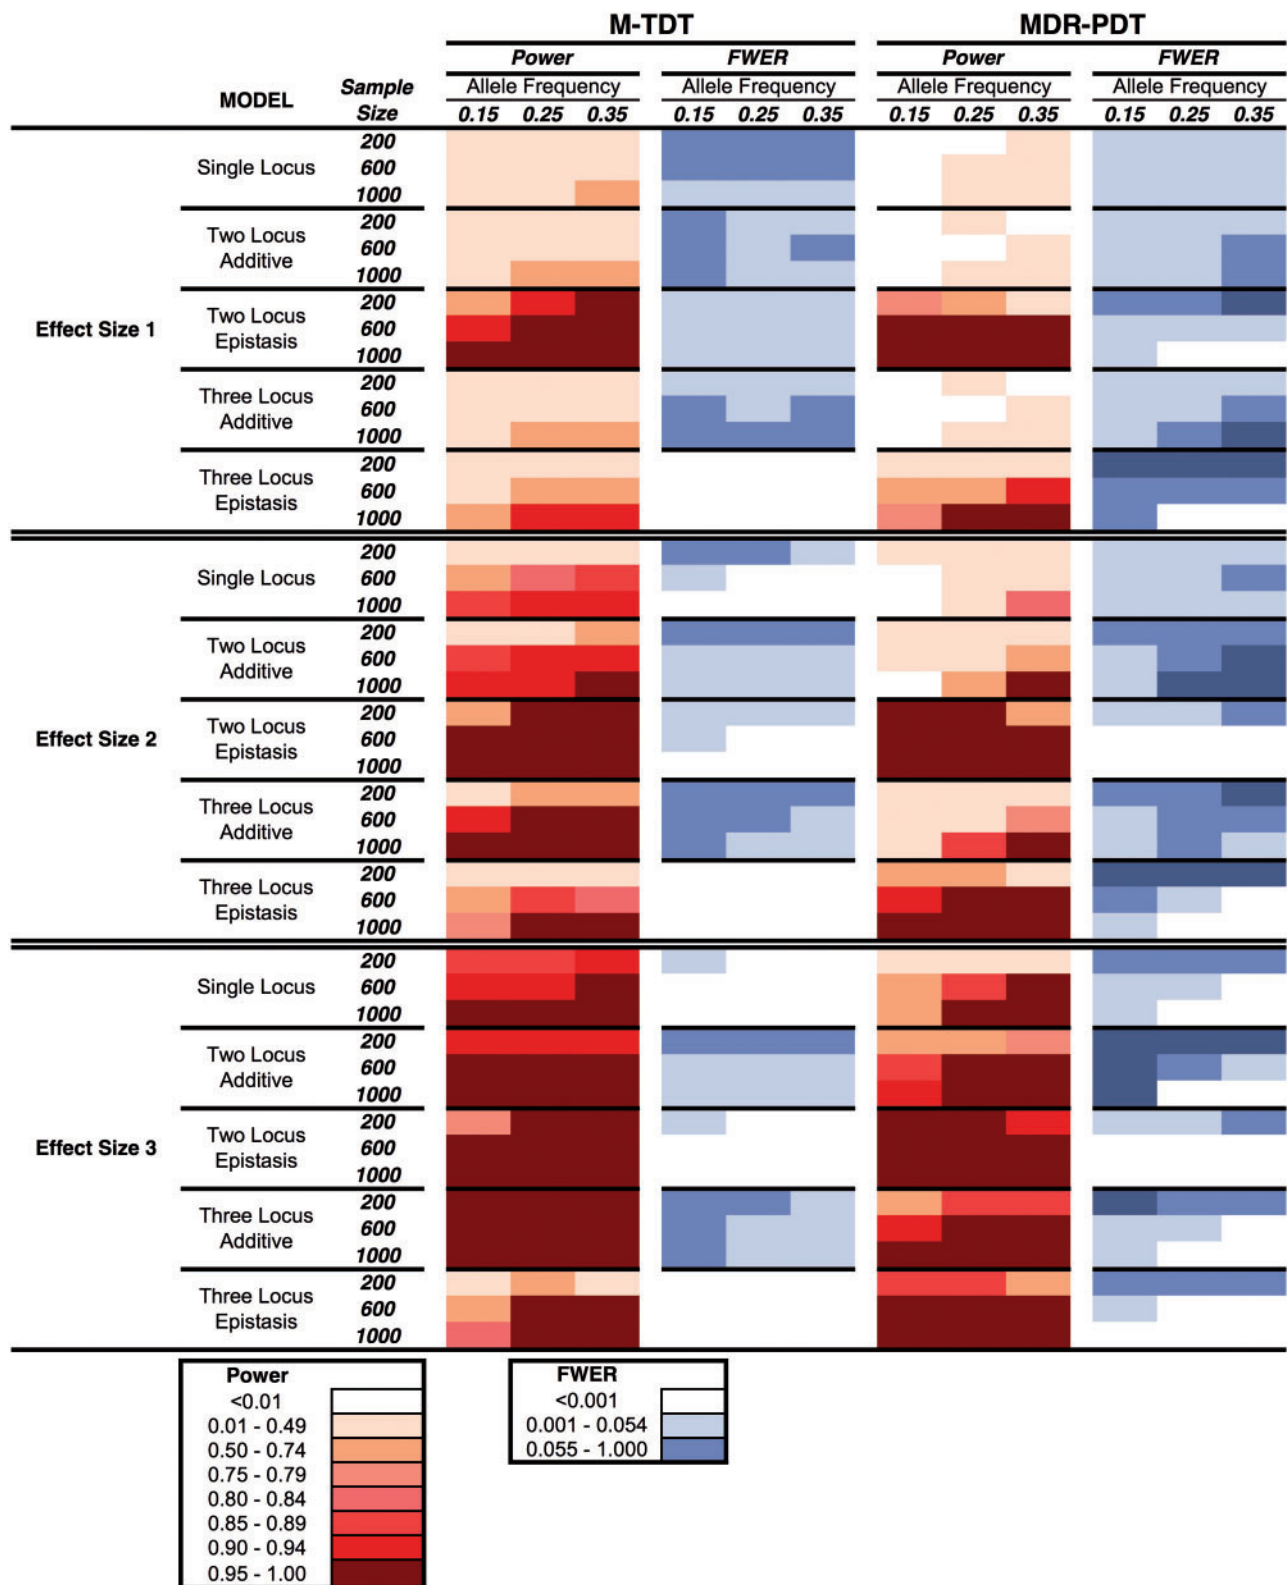 M-TDT MDR-PDT
Power FWER Power FWER
MODEL Sample Size Allele Frequency Allele Frequency Allele Frequency Allele Frequency
0.15 0.25 0.35 0.15 0.25 0.35 0.15 0.25 0.35 0.15 0.25 0.35
Effect Size 1
Single Locus
200
600
1000
Two Locus
Additive
200
600
1000
Two Locus
Epistasis
200
600
1000
Three Locus
Additive
200
600
1000
Three Locus
Epistasis
200
600
1000
Effect Size 2
Single Locus
200
600
1000
Two Locus
Additive
200
600
1000
Two Locus
Epistasis
200
600
1000
Three Locus
Additive
200
600
1000
Three Locus
Epistasis
200
600
1000
Effect Size 3
Single Locus
200
600
1000
Two Locus
Additive
200
600
1000
Two Locus
Epistasis
200
600
1000
Three Locus
Additive
200
600
1000
Three Locus
Epistasis
200
600
1000
Power
<0.01
0.01 - 0.49
0.50 - 0.74
0.75 - 0.79
0.80 - 0.84
0.85 - 0.89
0.90 - 0.94
0.95 - 1.00
FWER
<0.001
0.001 - 0.054
0.055 - 1.000